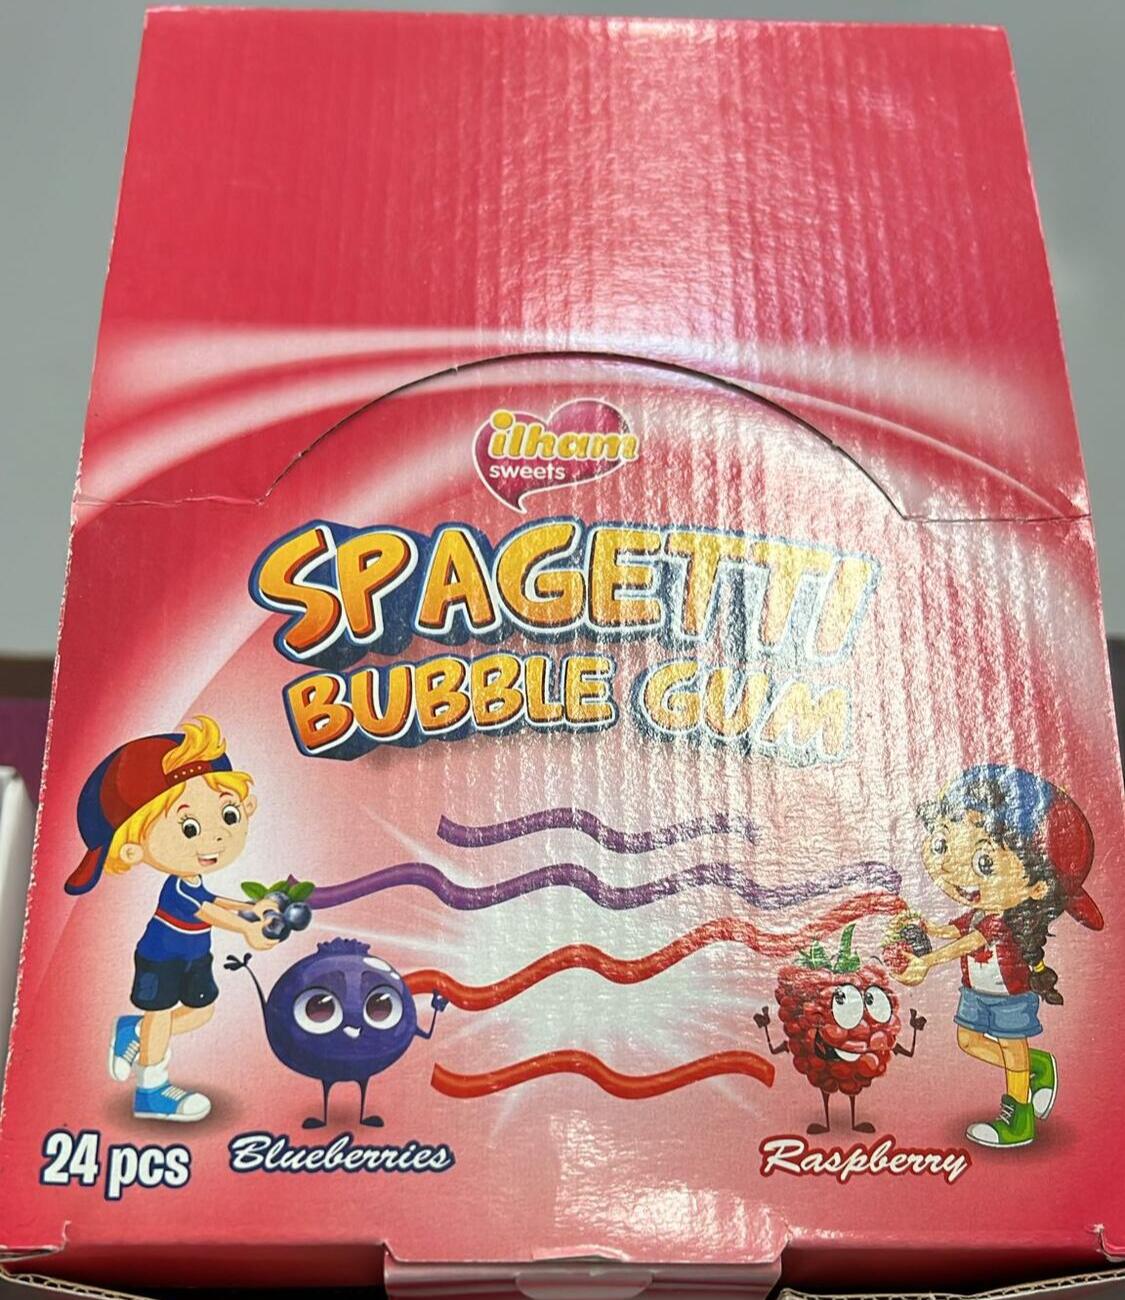 ilham
sweets
SPAGETTI
BUBBLE GUM
24 pcs
Blueberries
Raspberry